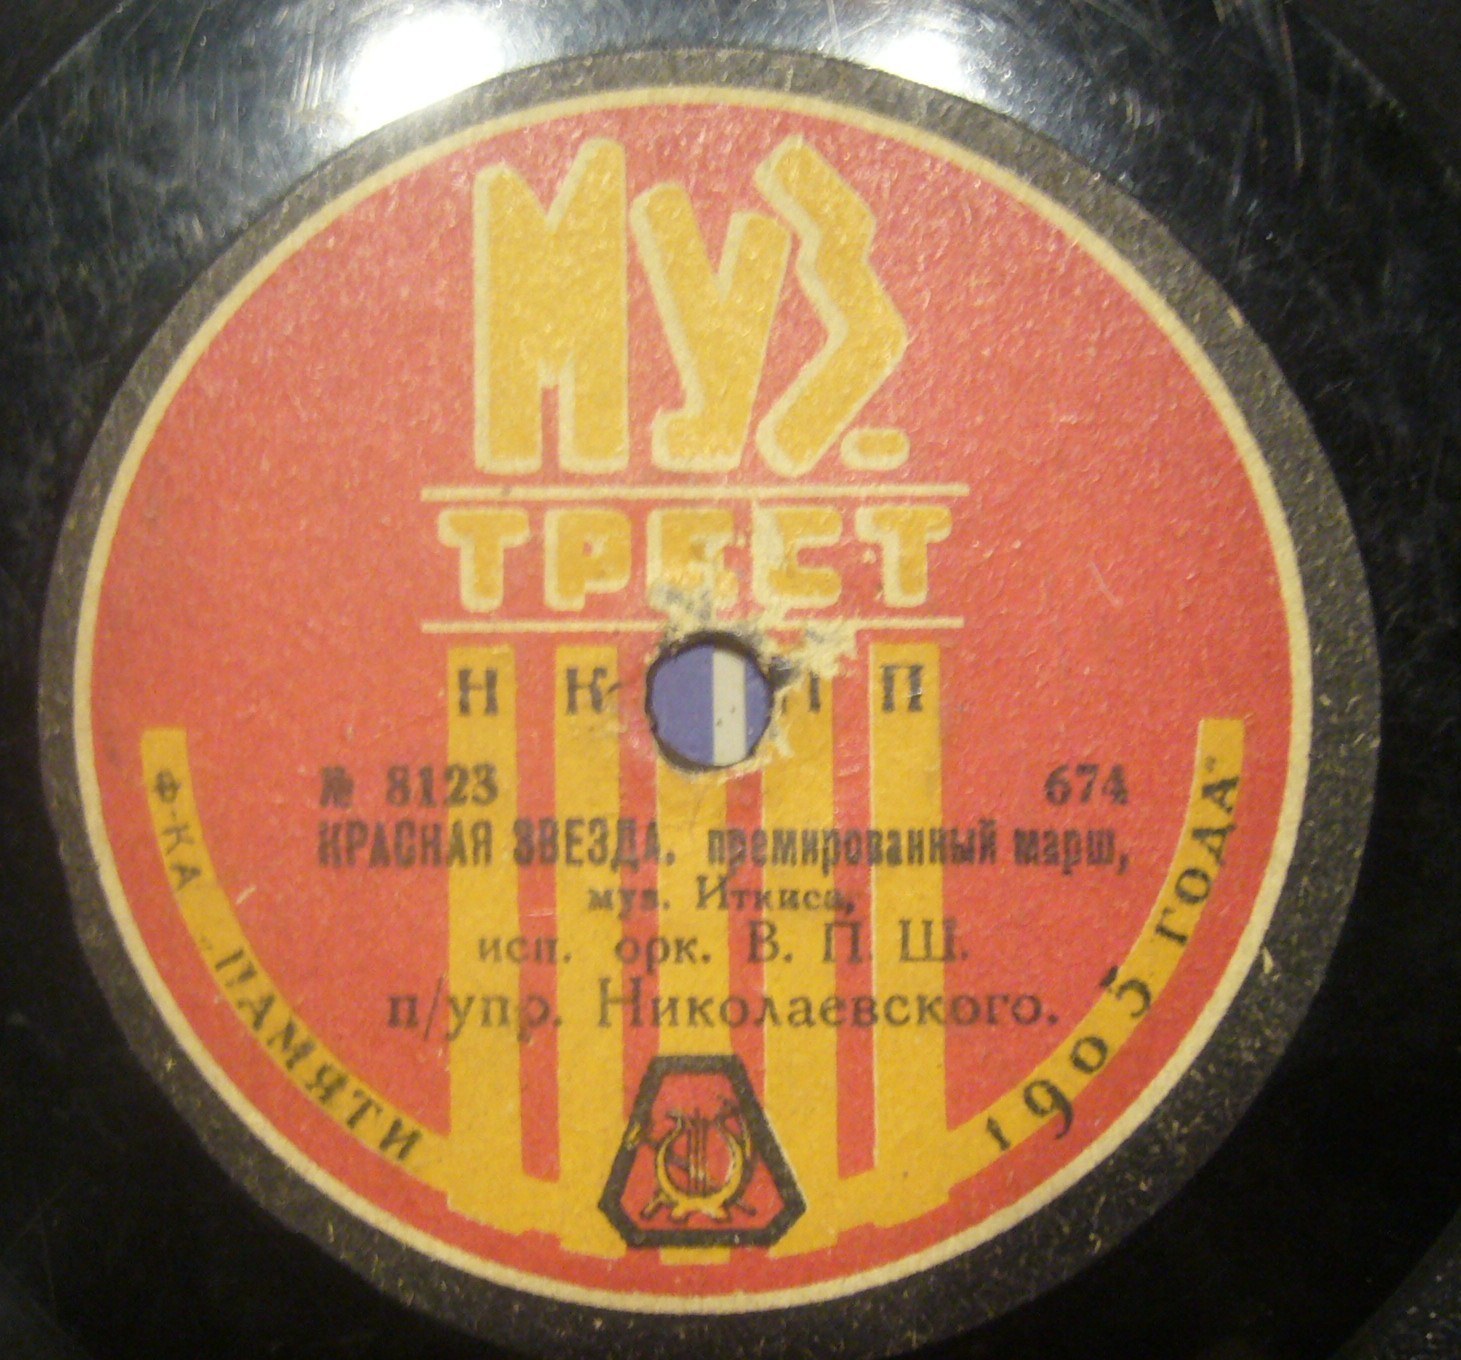 Муз.
ТРЕСТ
Н К Л П
№ 8123 674
КРАСНАЯ ЗВЕЗДА. премированный марш,
муз. Иткиса,
исп. орк. В. П. Ш.
п/упр. Николаевского.
Ф-КА „ПАМЯТИ 1905 ГОДА"